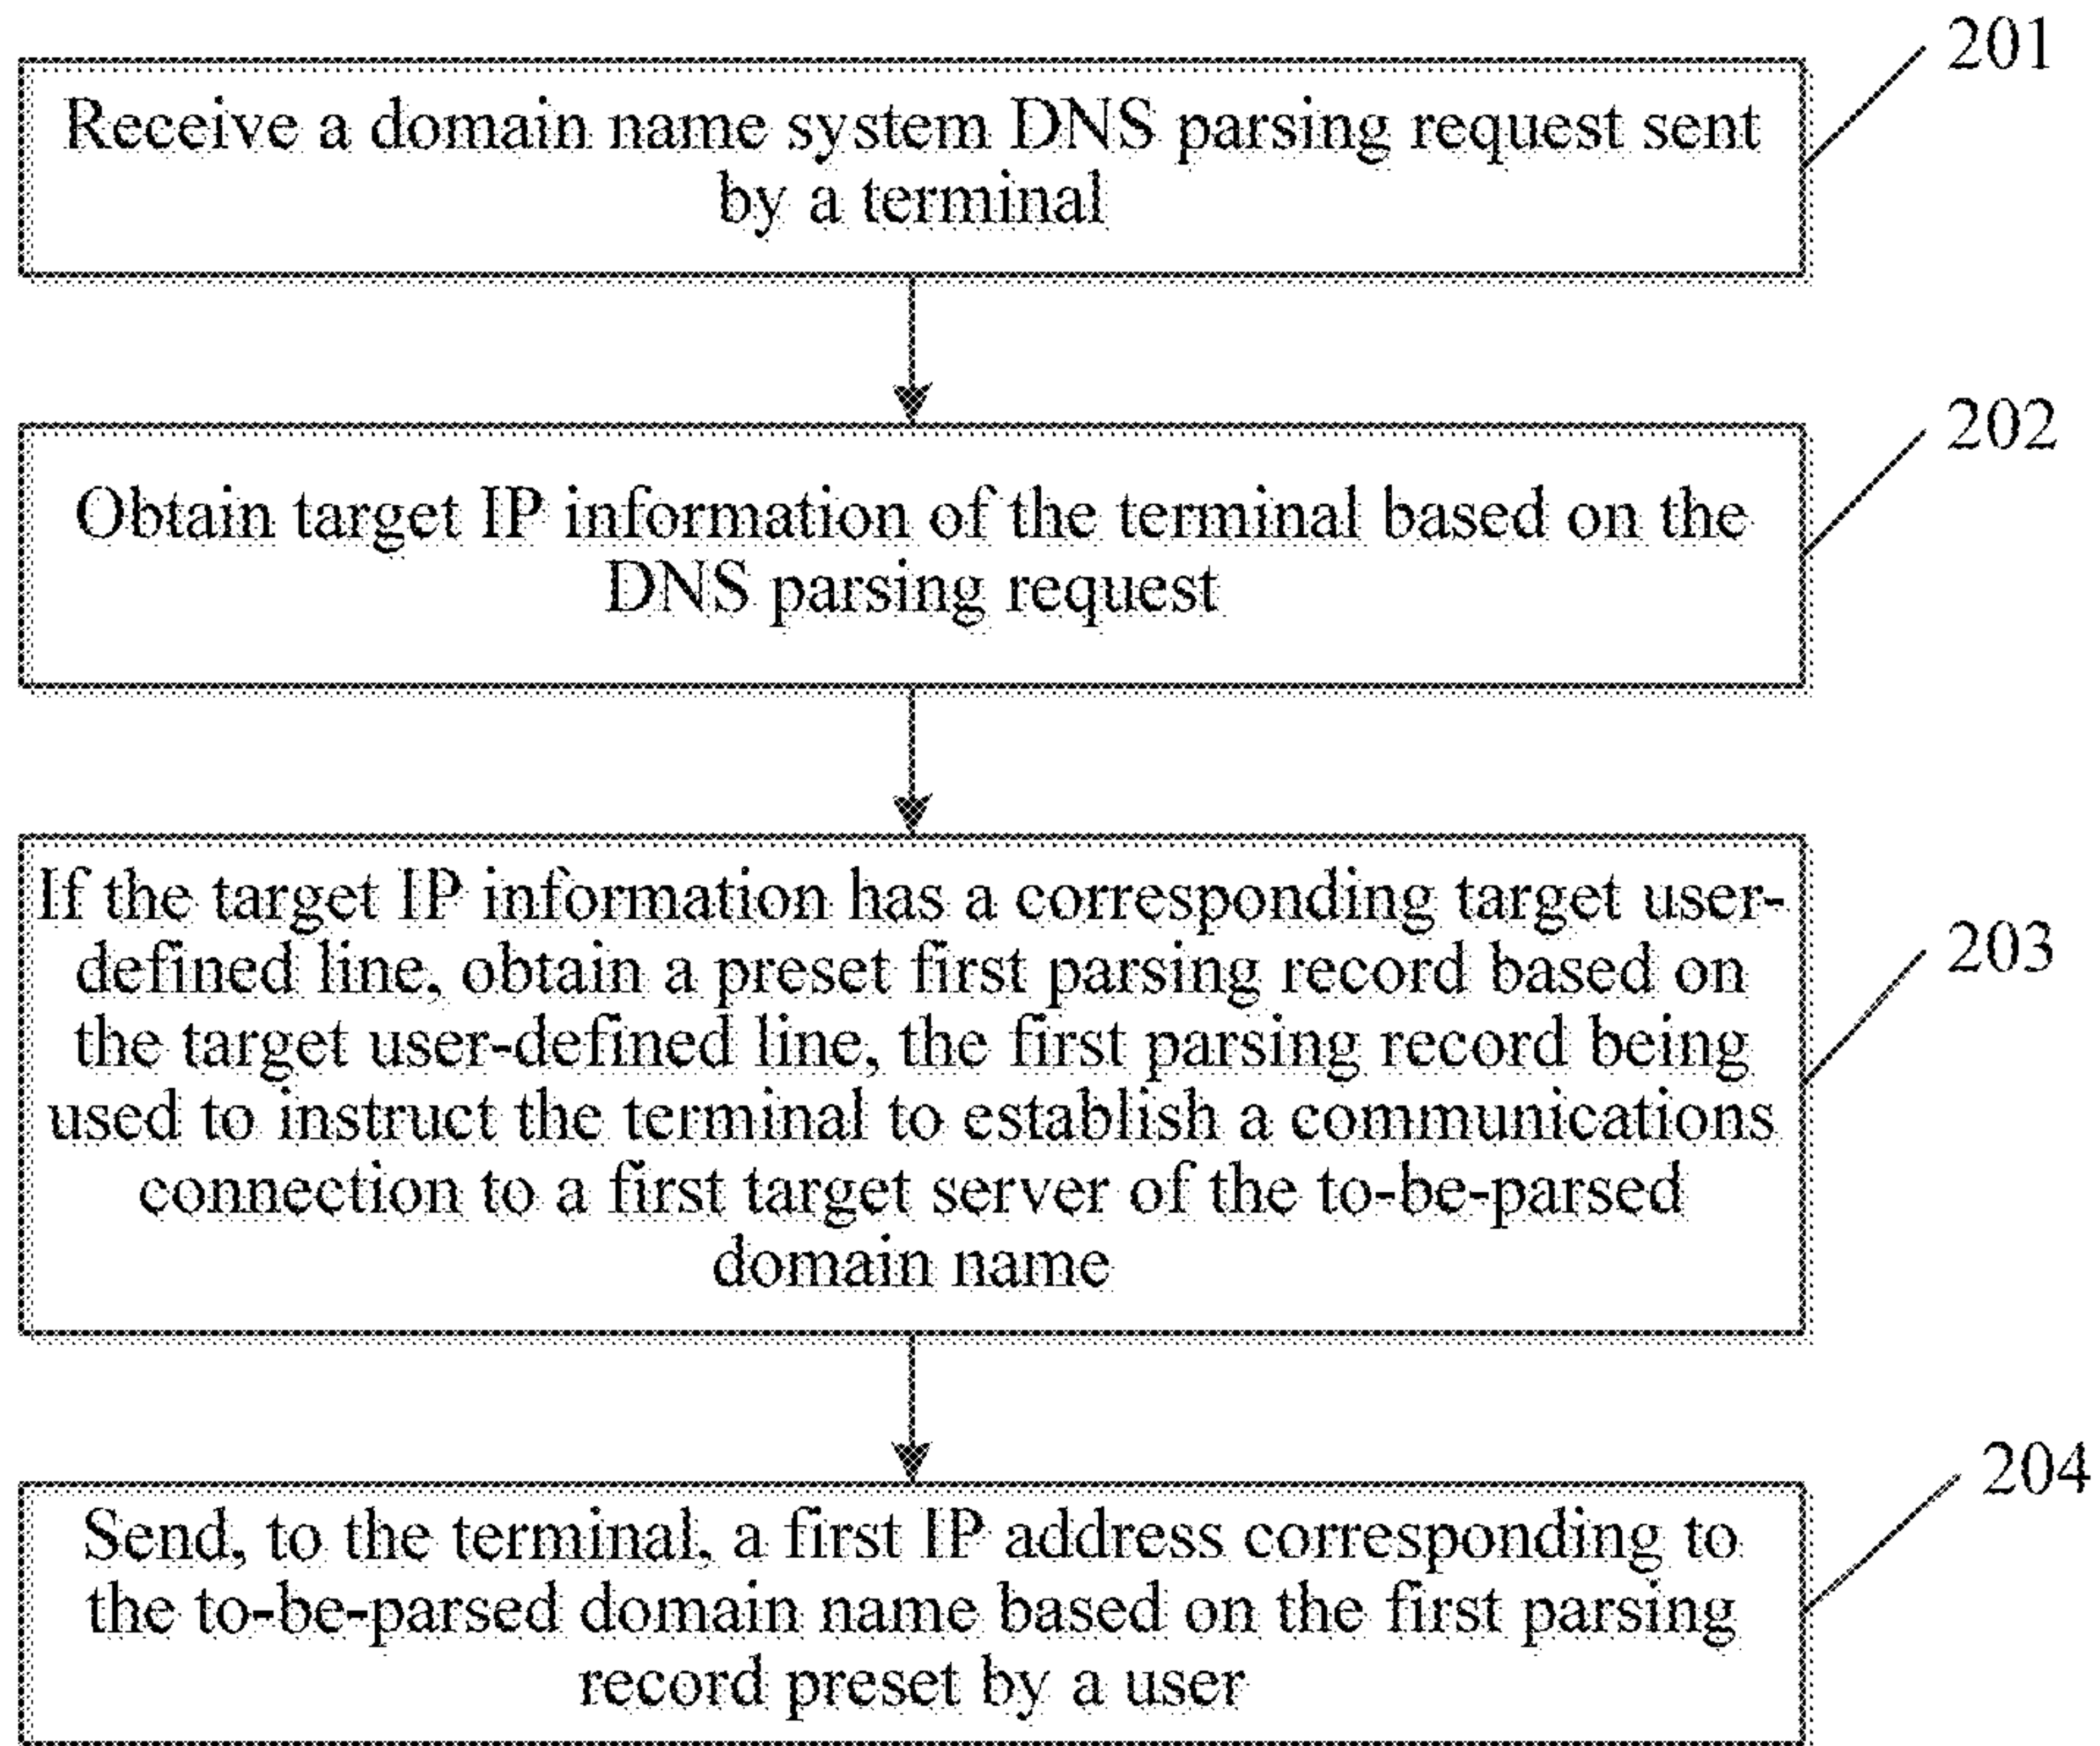 201
Receive a domain name system DNS parsing request sent
by a terminal
202
Obtain target IP information of the terminal based on the
DNS parsing request
203
If the target IP information has a corresponding target user-
defined line, obtain a preset first parsing record based on
the target user-defined line, the first parsing record being
used to instruct the terminal to establish a communications
connection to a first target server of the to-be-parsed
domain name
204
Send, to the terminal, a first IP address corresponding to
the to-be-parsed domain name based on the first parsing
record preset by a user